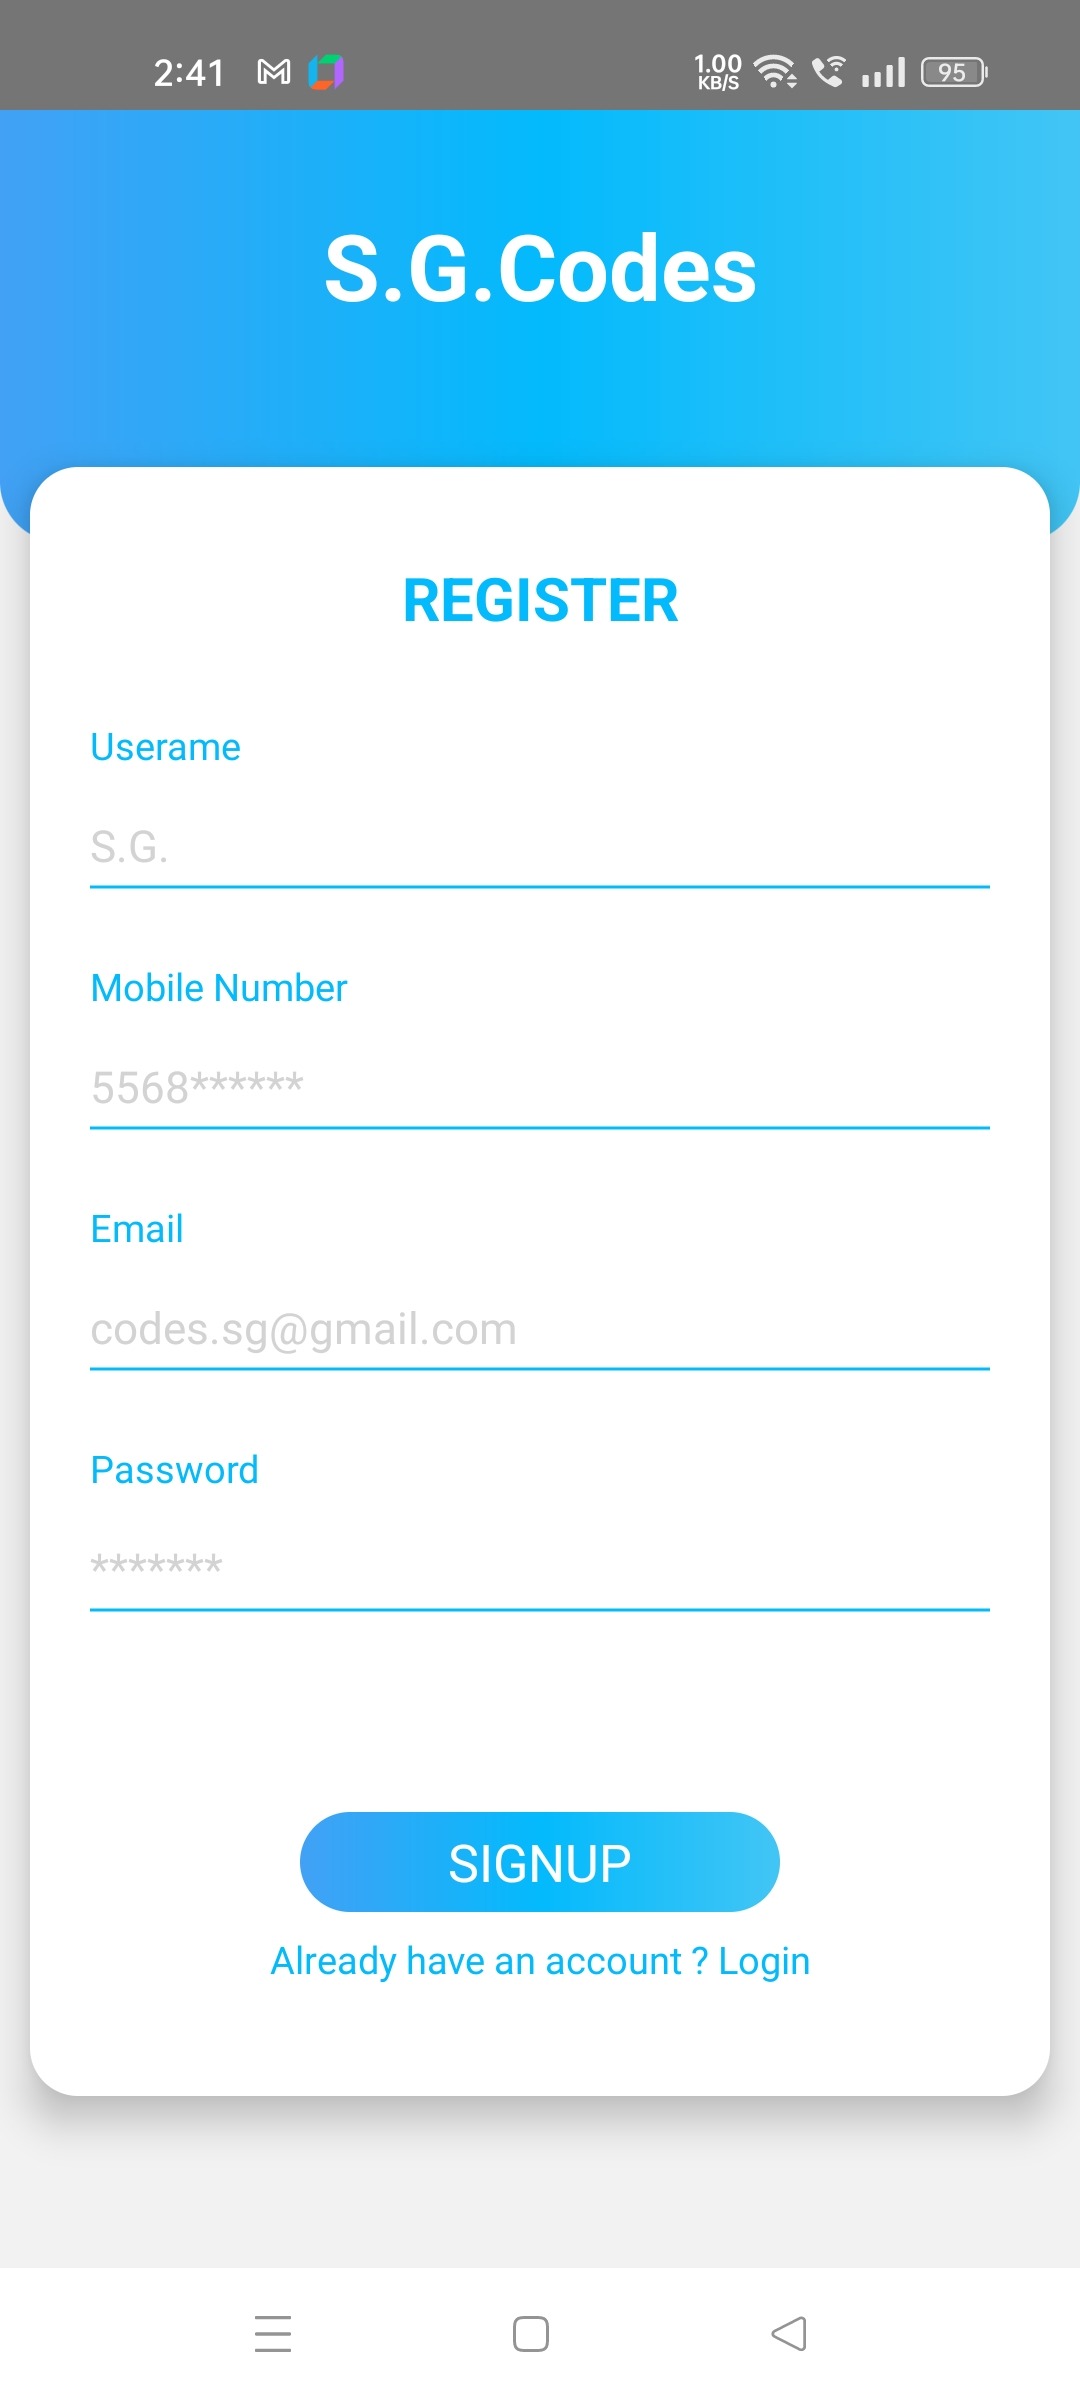 2:41 1.00 KB/S 95
S.G.Codes
REGISTER
Userame
S.G.
Mobile Number
5568******
Email
codes.sg@gmail.com
Password
*******
SIGNUP
Already have an account ? Login